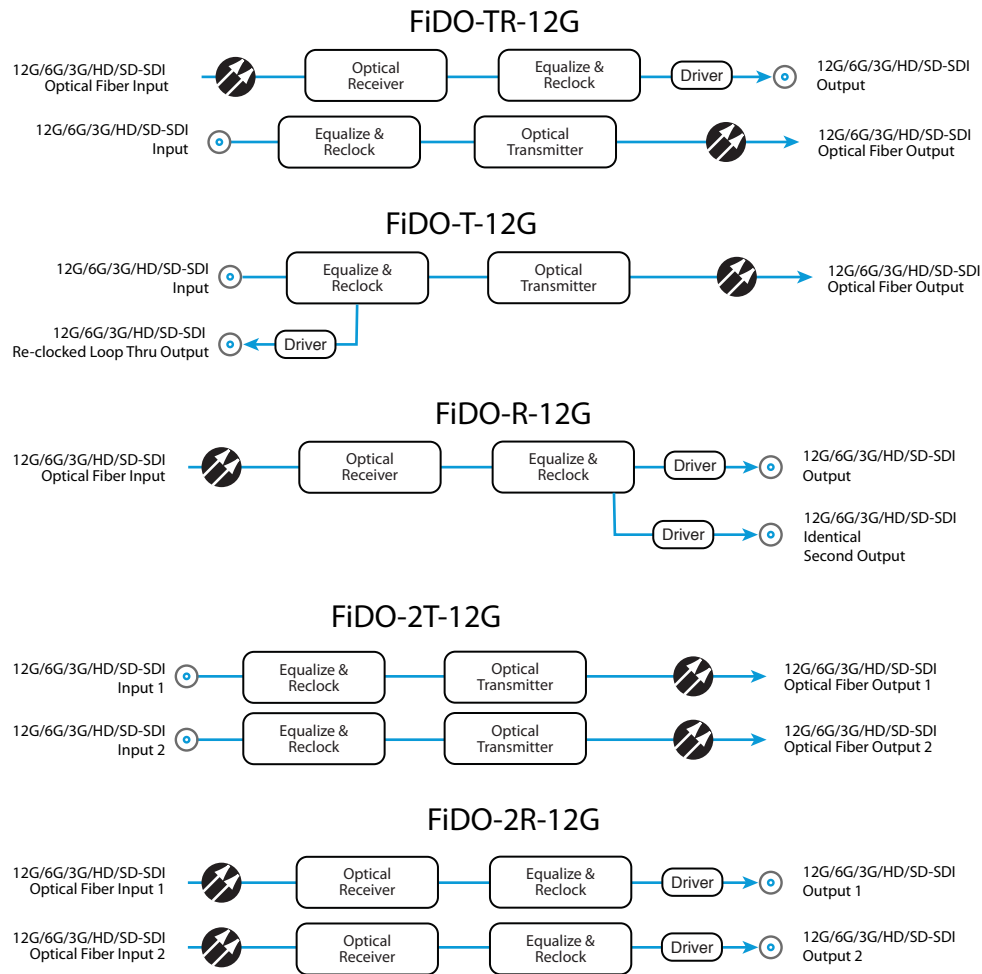 FiDO-TR-12G
12G/6G/3G/HD/SD-SDI
Optical Fiber Input
Optical
Receiver
Equalize &
Reclock
Driver
12G/6G/3G/HD/SD-SDI
Output
12G/6G/3G/HD/SD-SDI
Input
Equalize &
Reclock
Optical
Transmitter
12G/6G/3G/HD/SD-SDI
Optical Fiber Output
FiDO-T-12G
12G/6G/3G/HD/SD-SDI
Input
Equalize &
Reclock
Optical
Transmitter
12G/6G/3G/HD/SD-SDI
Optical Fiber Output
12G/6G/3G/HD/SD-SDI
Re-clocked Loop Thru Output
Driver
FiDO-R-12G
12G/6G/3G/HD/SD-SDI
Optical Fiber Input
Optical
Receiver
Equalize &
Reclock
Driver
12G/6G/3G/HD/SD-SDI
Output
Driver
12G/6G/3G/HD/SD-SDI
Identical
Second Output
FiDO-2T-12G
12G/6G/3G/HD/SD-SDI
Input 1
Equalize &
Reclock
Optical
Transmitter
12G/6G/3G/HD/SD-SDI
Optical Fiber Output 1
12G/6G/3G/HD/SD-SDI
Input 2
Equalize &
Reclock
Optical
Transmitter
12G/6G/3G/HD/SD-SDI
Optical Fiber Output 2
FiDO-2R-12G
12G/6G/3G/HD/SD-SDI
Optical Fiber Input 1
Optical
Receiver
Equalize &
Reclock
Driver
12G/6G/3G/HD/SD-SDI
Output 1
12G/6G/3G/HD/SD-SDI
Optical Fiber Input 2
Optical
Receiver
Equalize &
Reclock
Driver
12G/6G/3G/HD/SD-SDI
Output 2